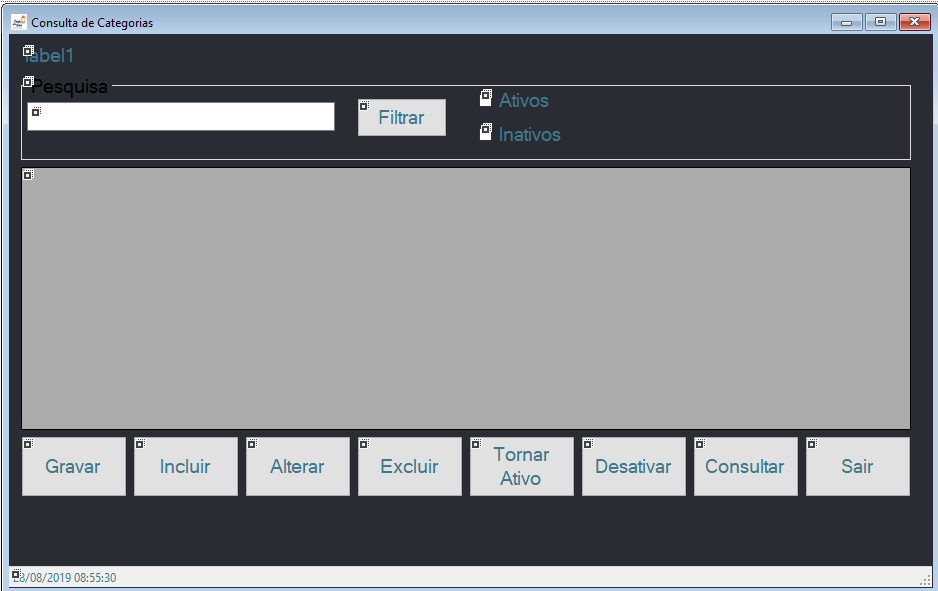 Consulta de Categorias
label1
Pesquisa
Filtrar
Ativos
Inativos
Gravar
Incluir
Alterar
Excluir
Tornar
Ativo
Desativar
Consultar
Sair
28/08/2019 08:55:30